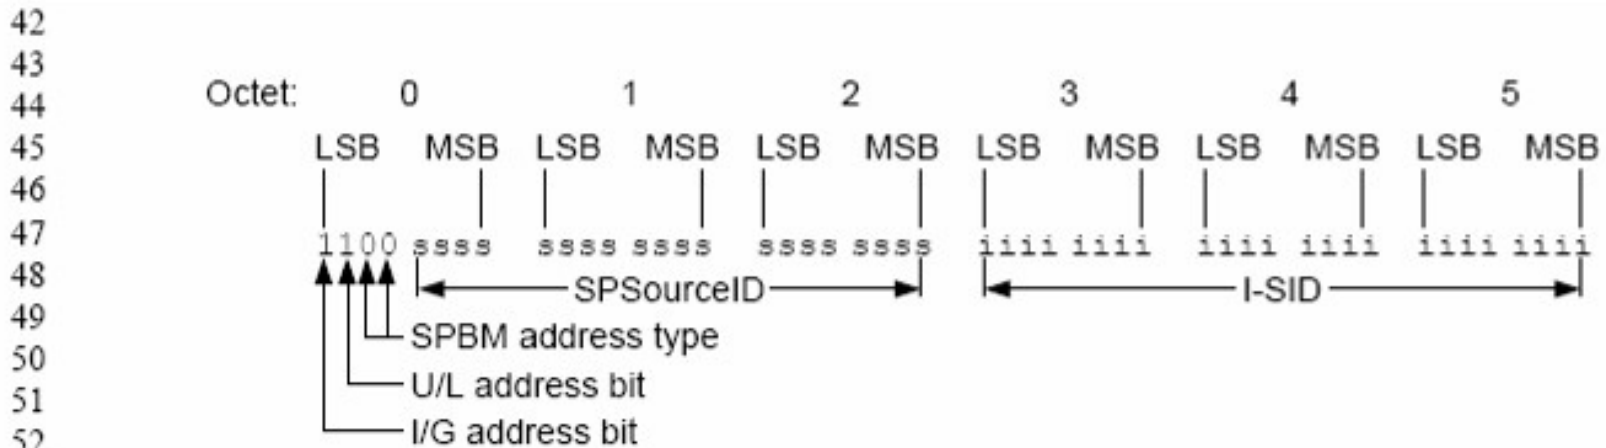 42
43
44 Octet: 0 1 2 3 4 5
45 LSB MSB LSB MSB LSB MSB LSB MSB LSB MSB LSB MSB
46
47 1100 ssss ssss ssss ssss ssss iiii iiii iiii iiii iiii iiii
48 SPSourceID I-SID
49
SPBM address type
50
51 U/L address bit
52 I/G address bit